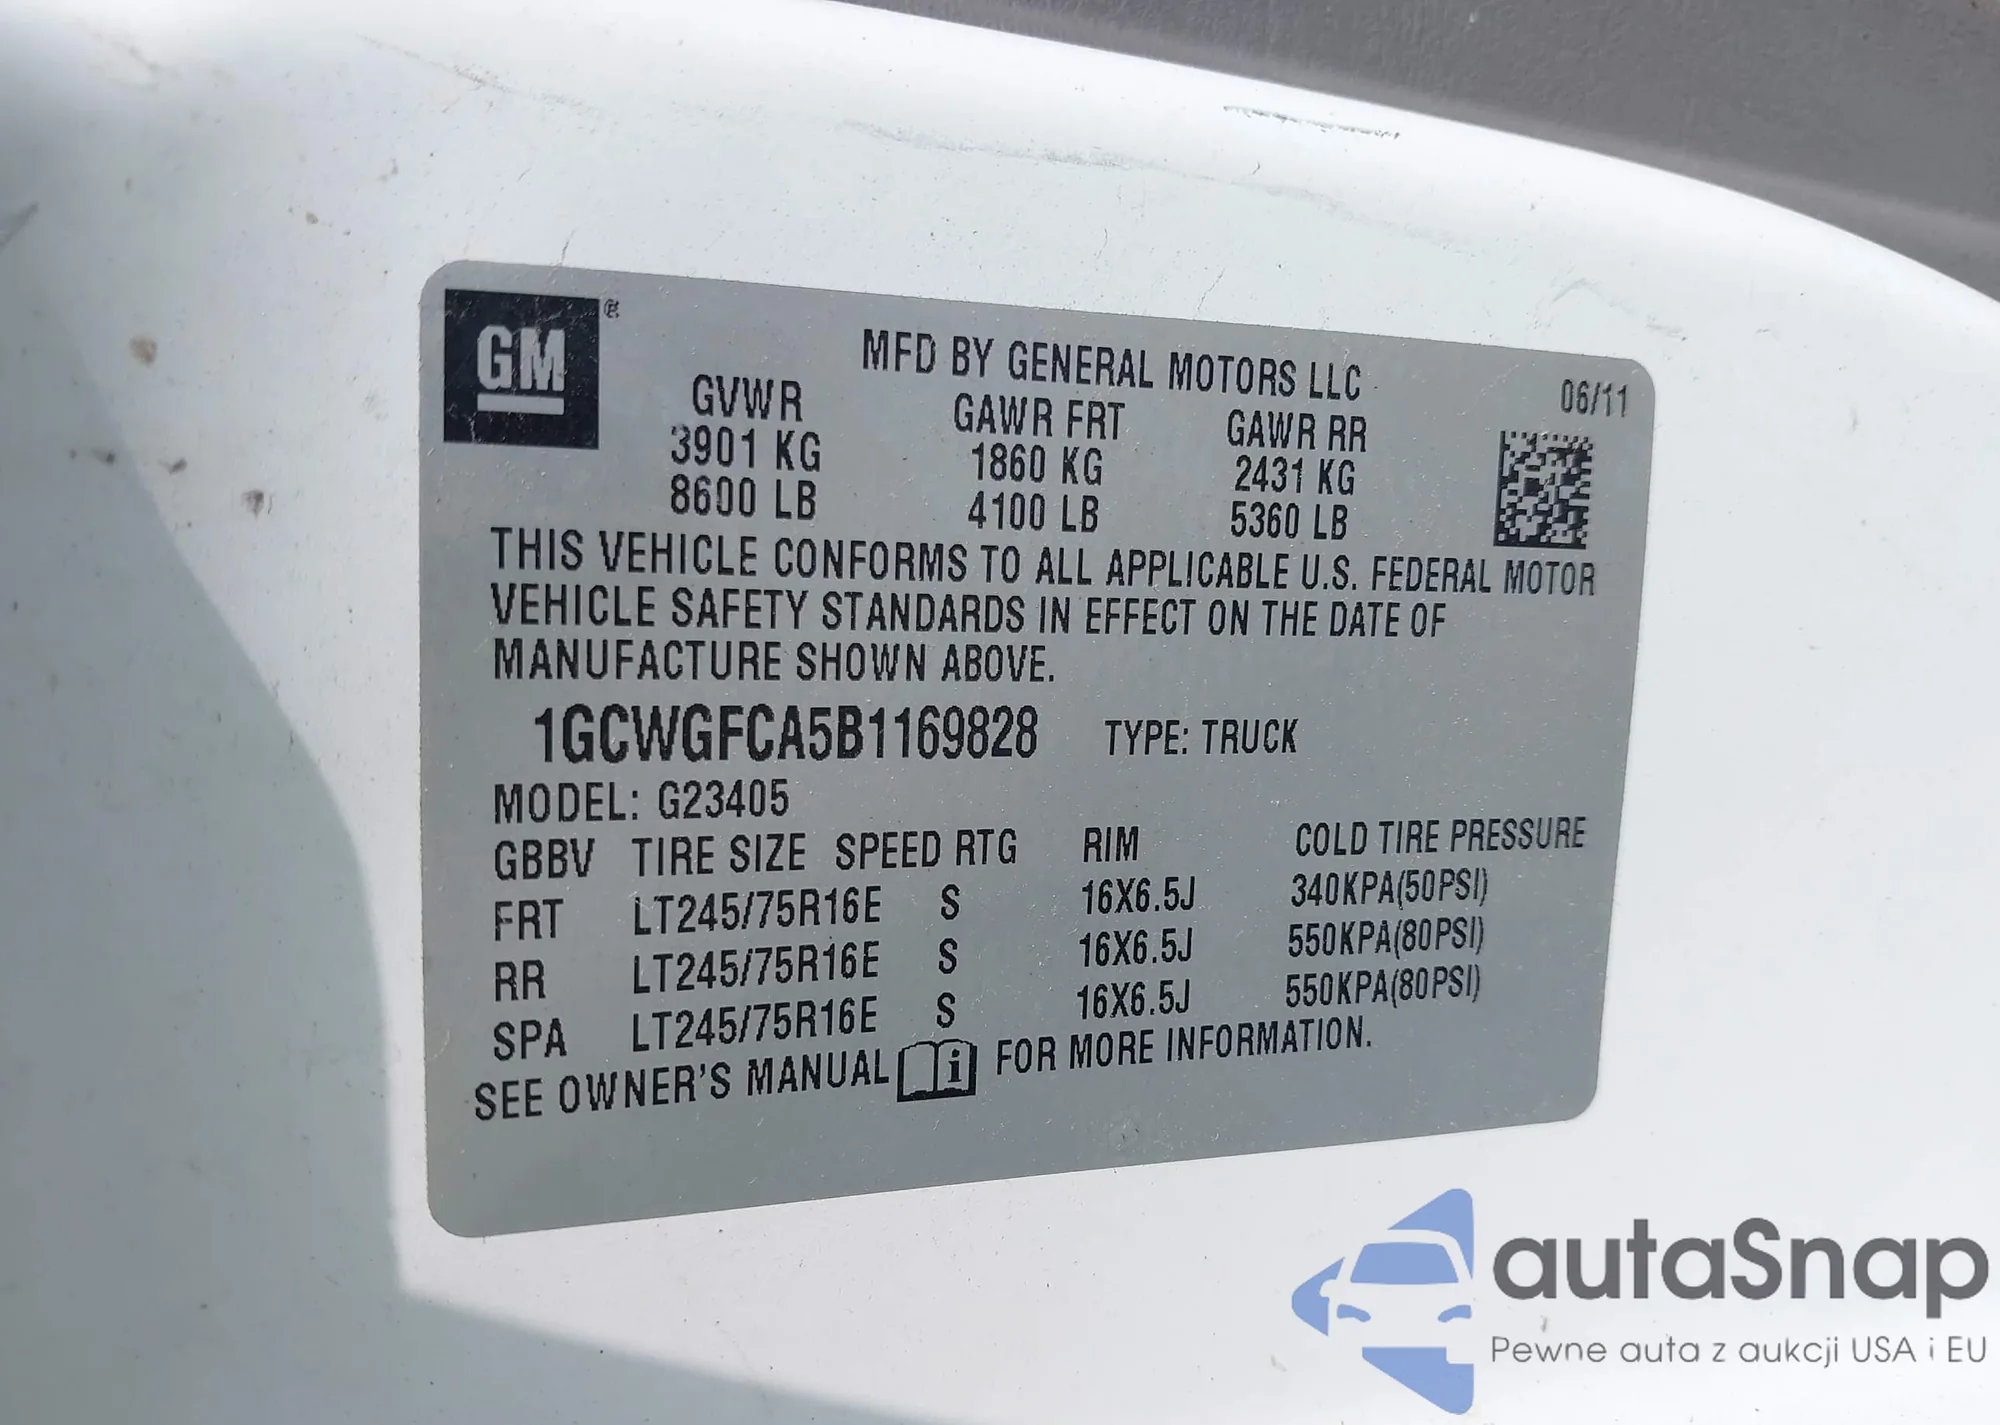 GM®
MFD BY GENERAL MOTORS LLC 06/11
GVWR GAWR FRT GAWR RR
3901 KG 1860 KG 2431 KG
8600 LB 4100 LB 5360 LB
THIS VEHICLE CONFORMS TO ALL APPLICABLE U.S. FEDERAL MOTOR
VEHICLE SAFETY STANDARDS IN EFFECT ON THE DATE OF
MANUFACTURE SHOWN ABOVE.
1GCWGFCA5B1169828 TYPE: TRUCK
MODEL: G23405
GBBV TIRE SIZE SPEED RTG RIM COLD TIRE PRESSURE
FRT LT245/75R16E S 16X6.5J 340KPA(50PSI)
RR LT245/75R16E S 16X6.5J 550KPA(80PSI)
SPA LT245/75R16E S 16X6.5J 550KPA(80PSI)
SEE OWNER'S MANUAL i FOR MORE INFORMATION.
autaSnap
Pewne auta z aukcji USA i EU